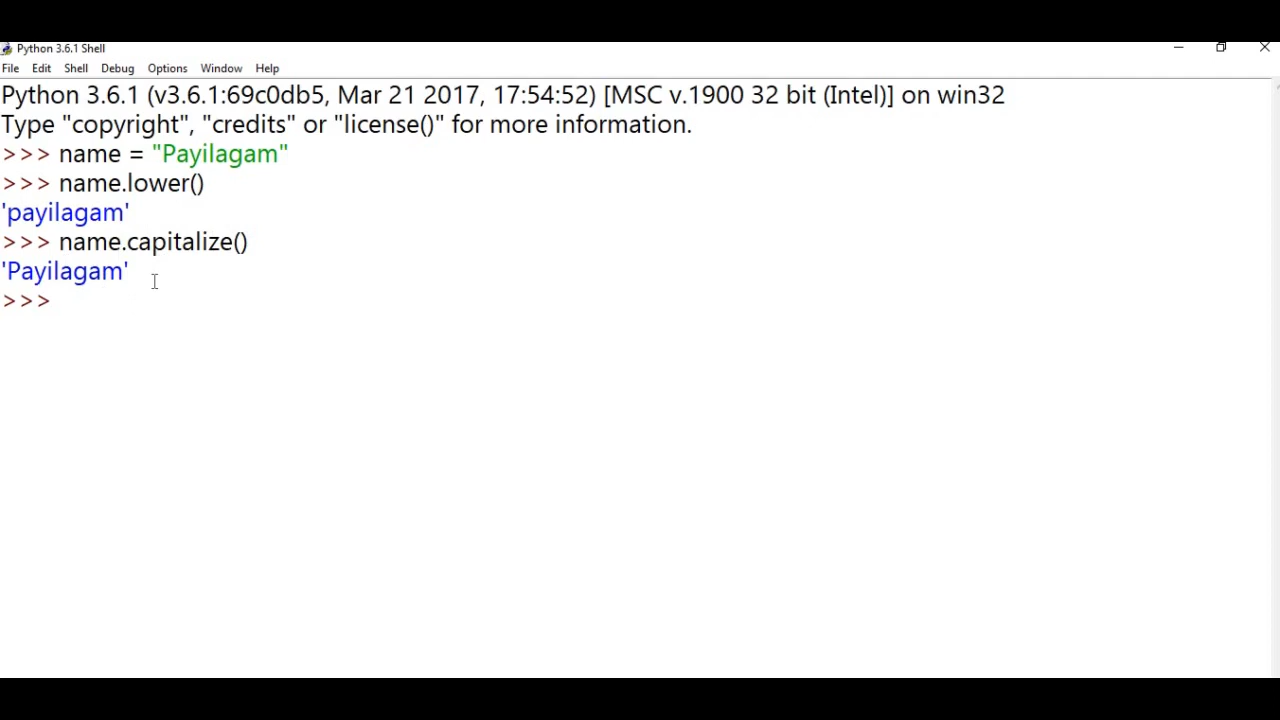 Python 3.6.1 Shell
File Edit Shell Debug Options Window Help
Python 3.6.1 (v3.6.1:69c0db5, Mar 21 2017, 17:54:52) [MSC v.1900 32 bit (Intel)] on win32
Type "copyright", "credits" or "license()" for more information.
>>> name = "Payilagam"
>>> name.lower()
'payilagam'
>>> name.capitalize()
'Payilagam'
>>>